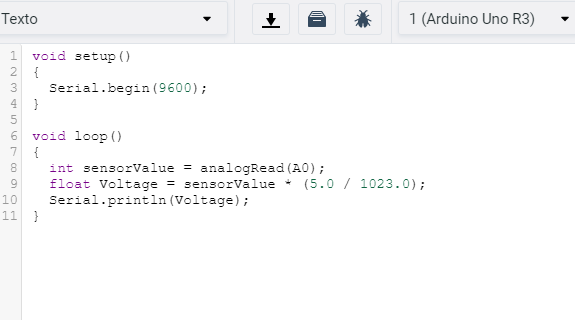 Texto 1 (Arduino Uno R3)
1 void setup()
2 {
3   Serial.begin(9600);
4 }
5
6 void loop()
7 {
8   int sensorValue = analogRead(A0);
9   float Voltage = sensorValue * (5.0 / 1023.0);
10   Serial.println(Voltage);
11 }